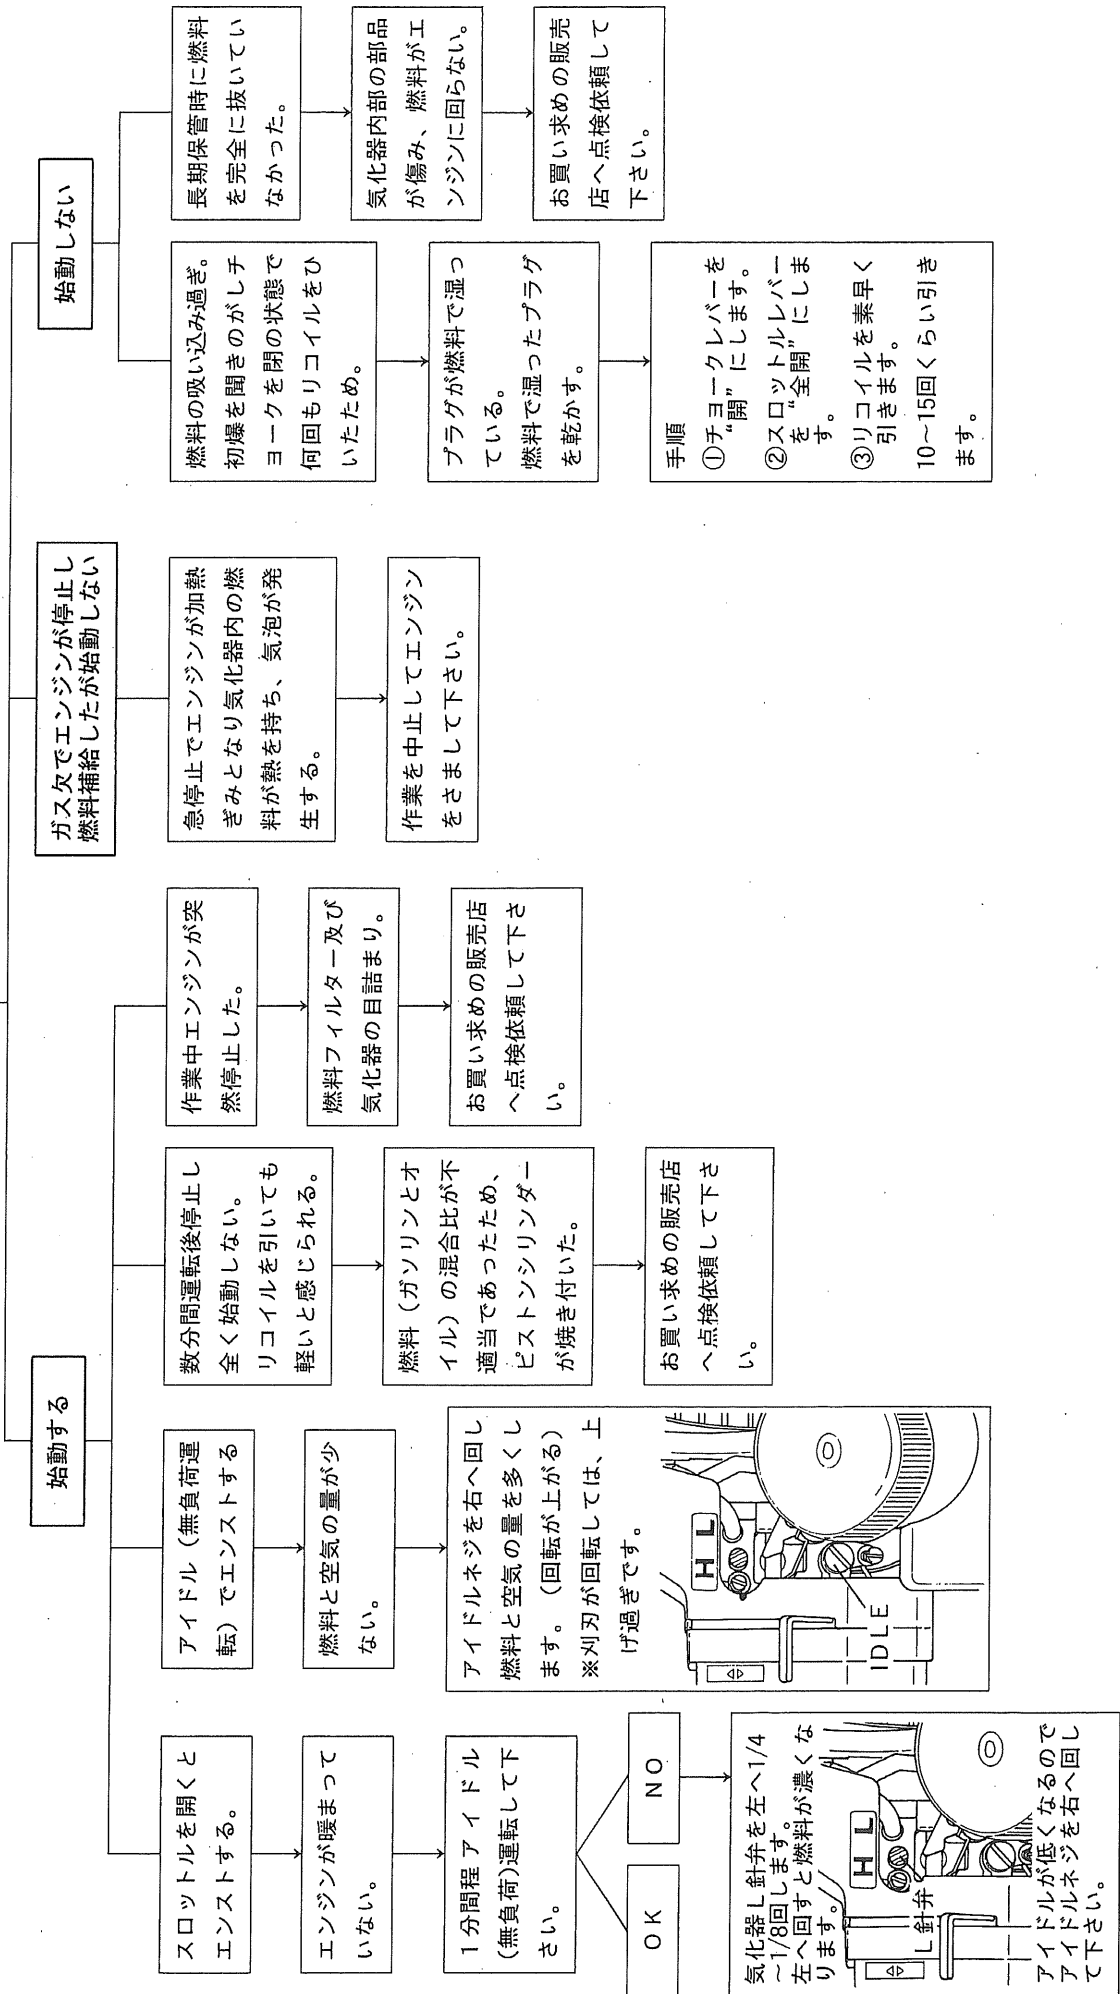 始動する
スロットルを開くと
エンストする。
エンジンが暖まって
いない。
1分間程アイドル
(無負荷)運転して下
さい。
OK
NO
気化器L針弁を左へ1/4
～1/8回します。
左へ回すと燃料が濃くな
ります。
H L
L針弁
アイドルが低くなるので
アイドルネジを右へ回し
て下さい。
アイドル（無負荷運
転）でエンストする
燃料と空気の量が少
ない。
アイドルネジを右へ回し
燃料と空気の量を多くし
ます。（回転が上がる）
※刈刃が回転しては、上
げ過ぎです。
H L
IDLE
数分間運転後停止し
全く始動しない。
リコイルを引いても
軽いと感じられる。
燃料（ガソリンとオ
イル）の混合比が不
適当であったため、
ピストンシリンダー
が焼き付いた。
お買い求めの販売店
へ点検依頼して下さ
い。
作業中エンジンが突
然停止した。
燃料フィルター及び
気化器の目詰まり。
お買い求めの販売店
へ点検依頼して下さ
い。
ガス欠でエンジンが停止し
燃料補給したが始動しない
急停止でエンジンが加熱
ぎみとなり気化器内の燃
料が熱を持ち、気泡が発
生する。
作業を中止してエンジン
をさまして下さい。
始動しない
燃料の吸い込み過ぎ。
初爆を聞きのがしチ
ョークを閉の状態で
何回もリコイルをひ
いたため。
プラグが燃料で湿っ
ている。
燃料で湿ったプラグ
を乾かす。
手順
①チョークレバーを
“開”にします。
②スロットルレバー
を“全開”にしま
す。
③リコイルを素早く
引きます。
10～15回くらい引き
ます。
長期保管時に燃料
を完全に抜いてい
なかった。
気化器内部の部品
が傷み、燃料がエ
ンジンに回らない。
お買い求めの販売
店へ点検依頼して
下さい。